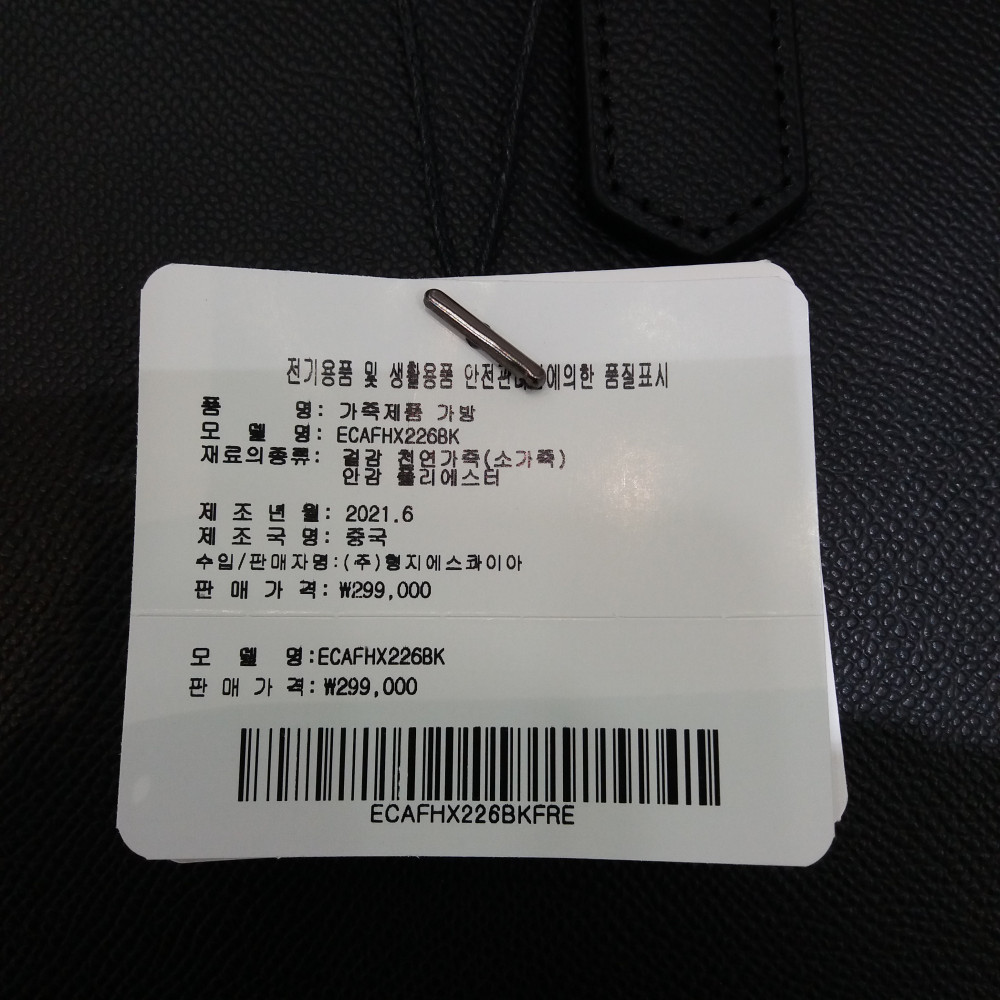 전기용품 및 생활용품 안전관리법에의한 품질표시
품 명: 가죽제품 가방
모 델 명: ECAFHX226BK
재료의종류: 겉감 천연가죽(소가죽)
안감 폴리에스터
제 조 년 월: 2021.6
제 조 국 명: 중국
수입/판매자명:(주)형지에스콰이아
판 매 가 격: ₩299,000
모 델 명:ECAFHX226BK
판 매 가 격: ₩299,000
ECAFHX226BKFRE